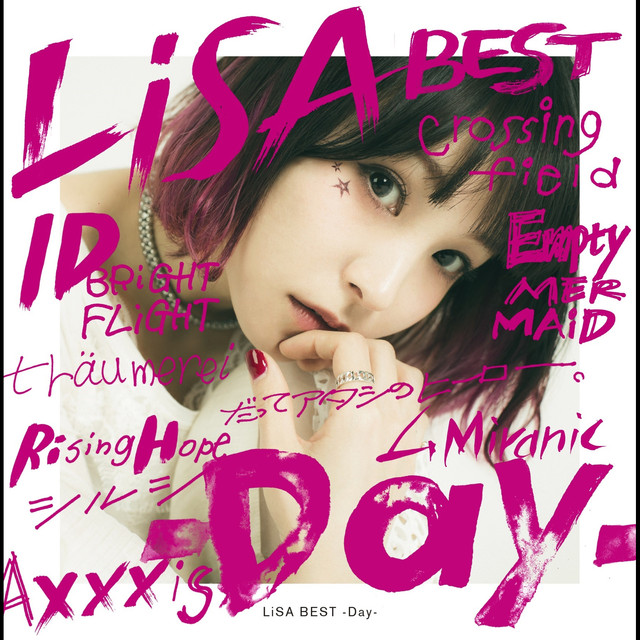 LiSA BEST
crossing
field
ID
Empty
MER
MAiD
BRiGHT
FLiGHT
träumerei
だってアタシのヒーロー。
Rising Hope
L. Miranic
シルシ
-Day-
Axxxis
LiSA BEST -Day-